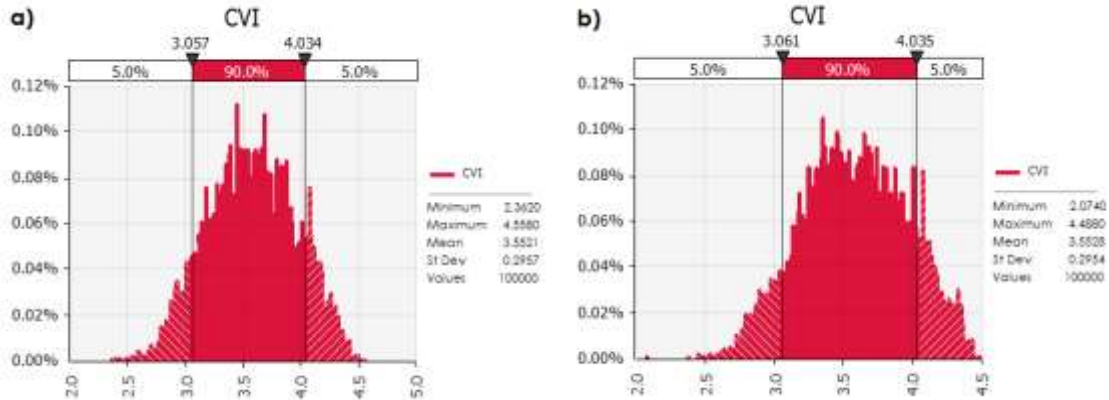 a)
CVI
3.057 4.034
5.0% 90.0% 5.0%
0.12%
0.10%
0.08%
0.06%
0.04%
0.02%
0.00%
2.0 2.5 3.0 3.5 4.0 4.5 5.0
CVI
Minimum 2.3620
Maximum 4.5580
Mean 3.5521
St Dev 0.2957
Values 100000
b)
CVI
3.061 4.035
5.0% 90.0% 5.0%
0.12%
0.10%
0.08%
0.06%
0.04%
0.02%
0.00%
2.0 2.5 3.0 3.5 4.0 4.5
CVI
Minimum 2.0740
Maximum 4.4880
Mean 3.5528
St Dev 0.2954
Values 100000